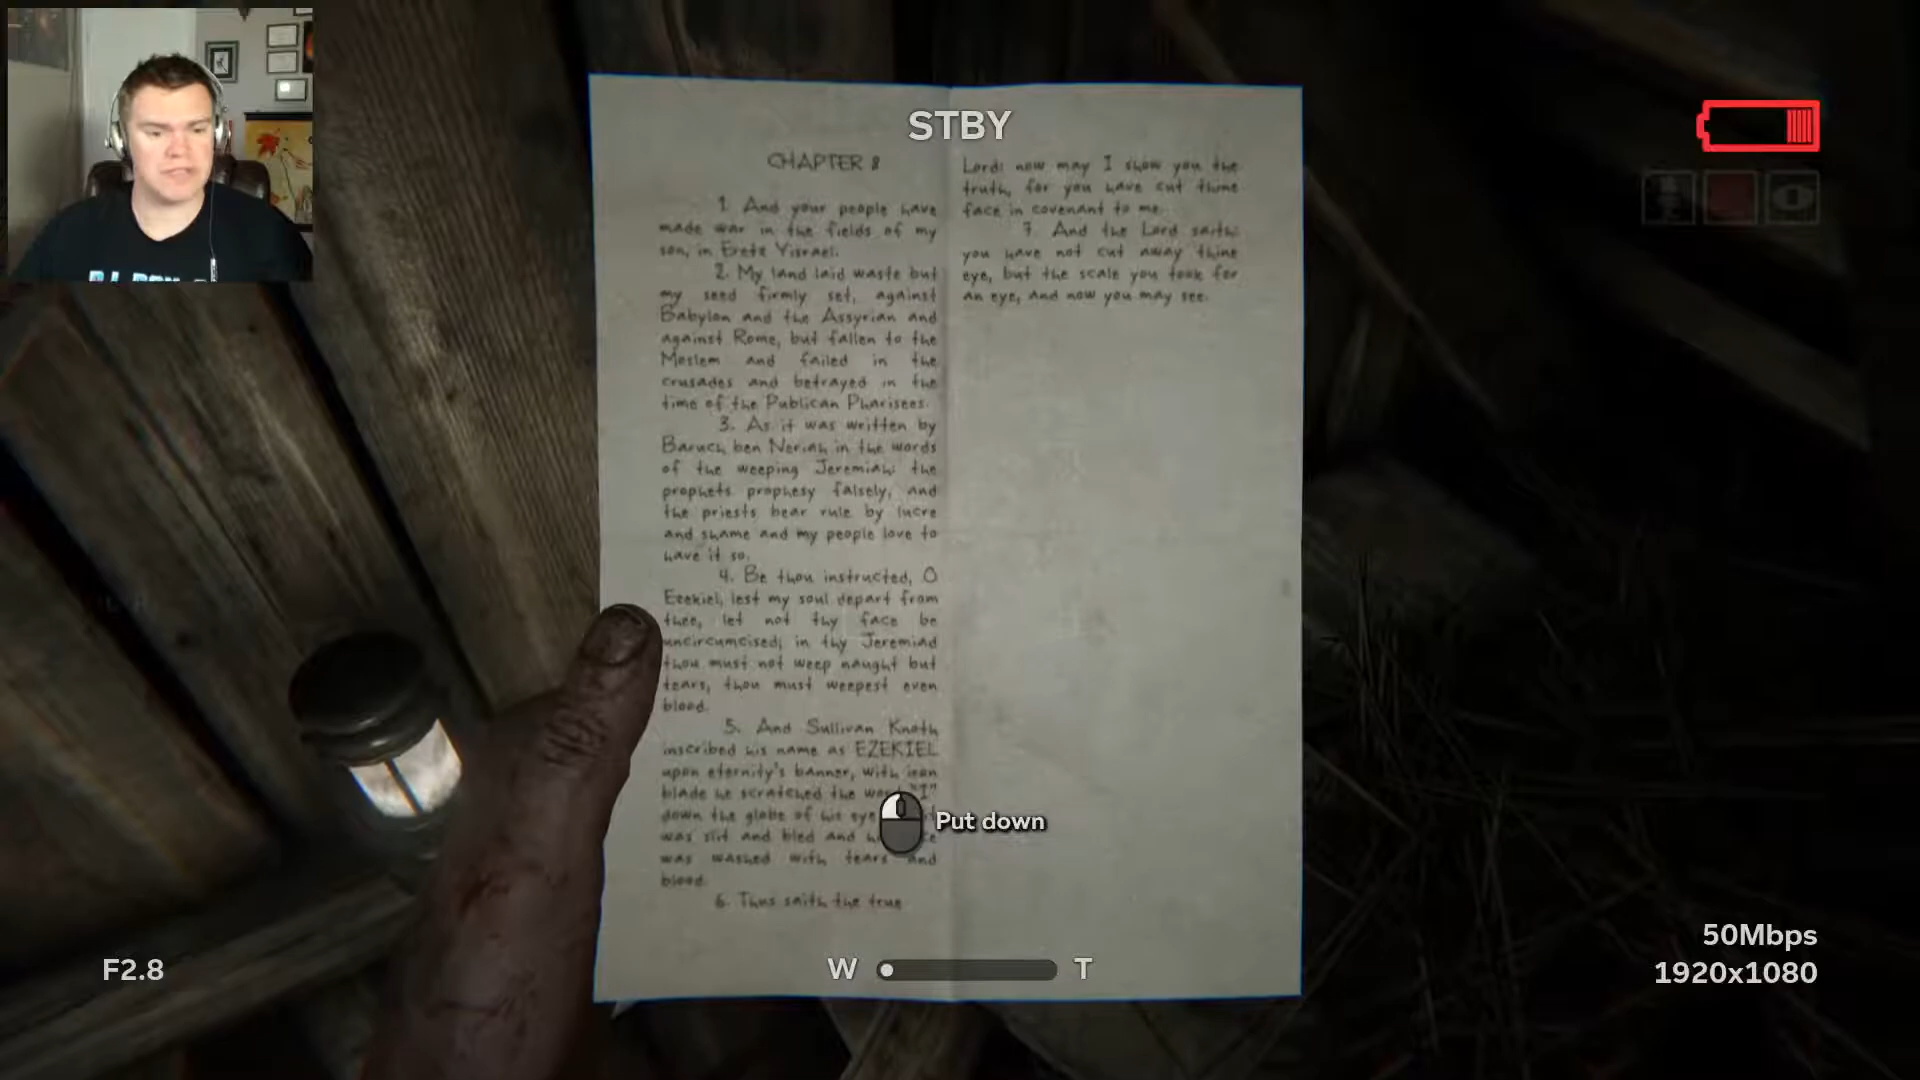 STBY
CHAPTER 8
1. And your people have
made war in the fields of my
son, in Eretz Yisrael.
2. My land laid waste but
my seed firmly set, against
Babylon and the Assyrian and
against Rome, but fallen to the
Moslem and failed in the
crusades and betrayed in the
time of the Publican Pharisees.
3. As it was written by
Baruch ben Neriah in the words
of the weeping Jeremiah: the
prophets prophesy falsely, and
the priests bear rule by lucre
and shame and my people love to
have it so.
4. Be thou instructed, O
Ezekiel, lest my soul depart from
thee, let not thy face be
uncircumcised; in thy Jeremiad
thou must not weep naught but
tears, thou must weepest even
blood.
5. And Sullivan Knoth
inscribed his name as EZEKIEL
upon eternity's banner, with iron
blade he scratched the "I"
down the globe of his eye
was slit and bled and
was washed with tears and
blood.
6. Thus saith the true
Lord: now may I show you the
truth, for you have cut thine
face in covenant to me.
7. And the Lord saith:
you have not cut away thine
eye, but the scale you took for
an eye, and now you may see.
Put down
F2.8
W T
50Mbps
1920x1080